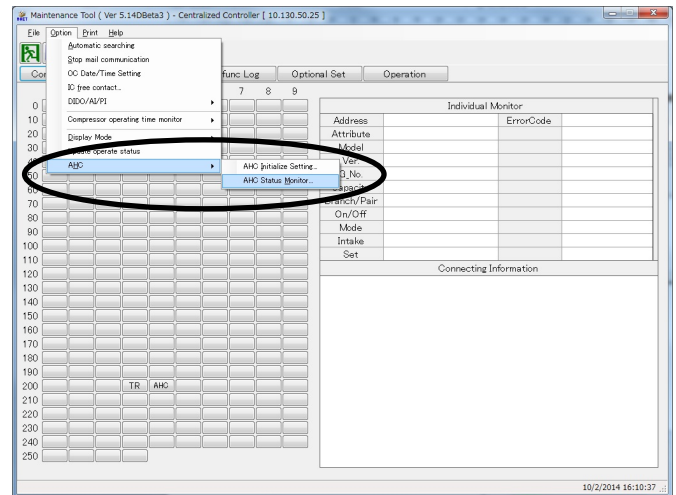 Maintenance Tool ( Ver 5.14DBeta3 ) - Centralized Controller [ 10.130.50.25 ]
File Option Print Help
Automatic searching
Stop mail communication
OC Date/Time Setting
IC free contact...
DIDO/AI/PI
Compressor operating time monitor
Display Mode
Update operate status
AHC
AHC Initialize Setting...
AHC Status Monitor...
func Log Optional Set Operation
7 8 9
0
10
20
30
50
60
70
80
90
100
110
120
130
140
150
160
170
180
190
200 TR AHC
210
220
230
240
250
Individual Monitor
Address ErrorCode
Attribute
Model
Ver.
Capacity
Branch/Pair
On/Off
Mode
Intake
Set
Connecting Information
10/2/2014 16:10:37